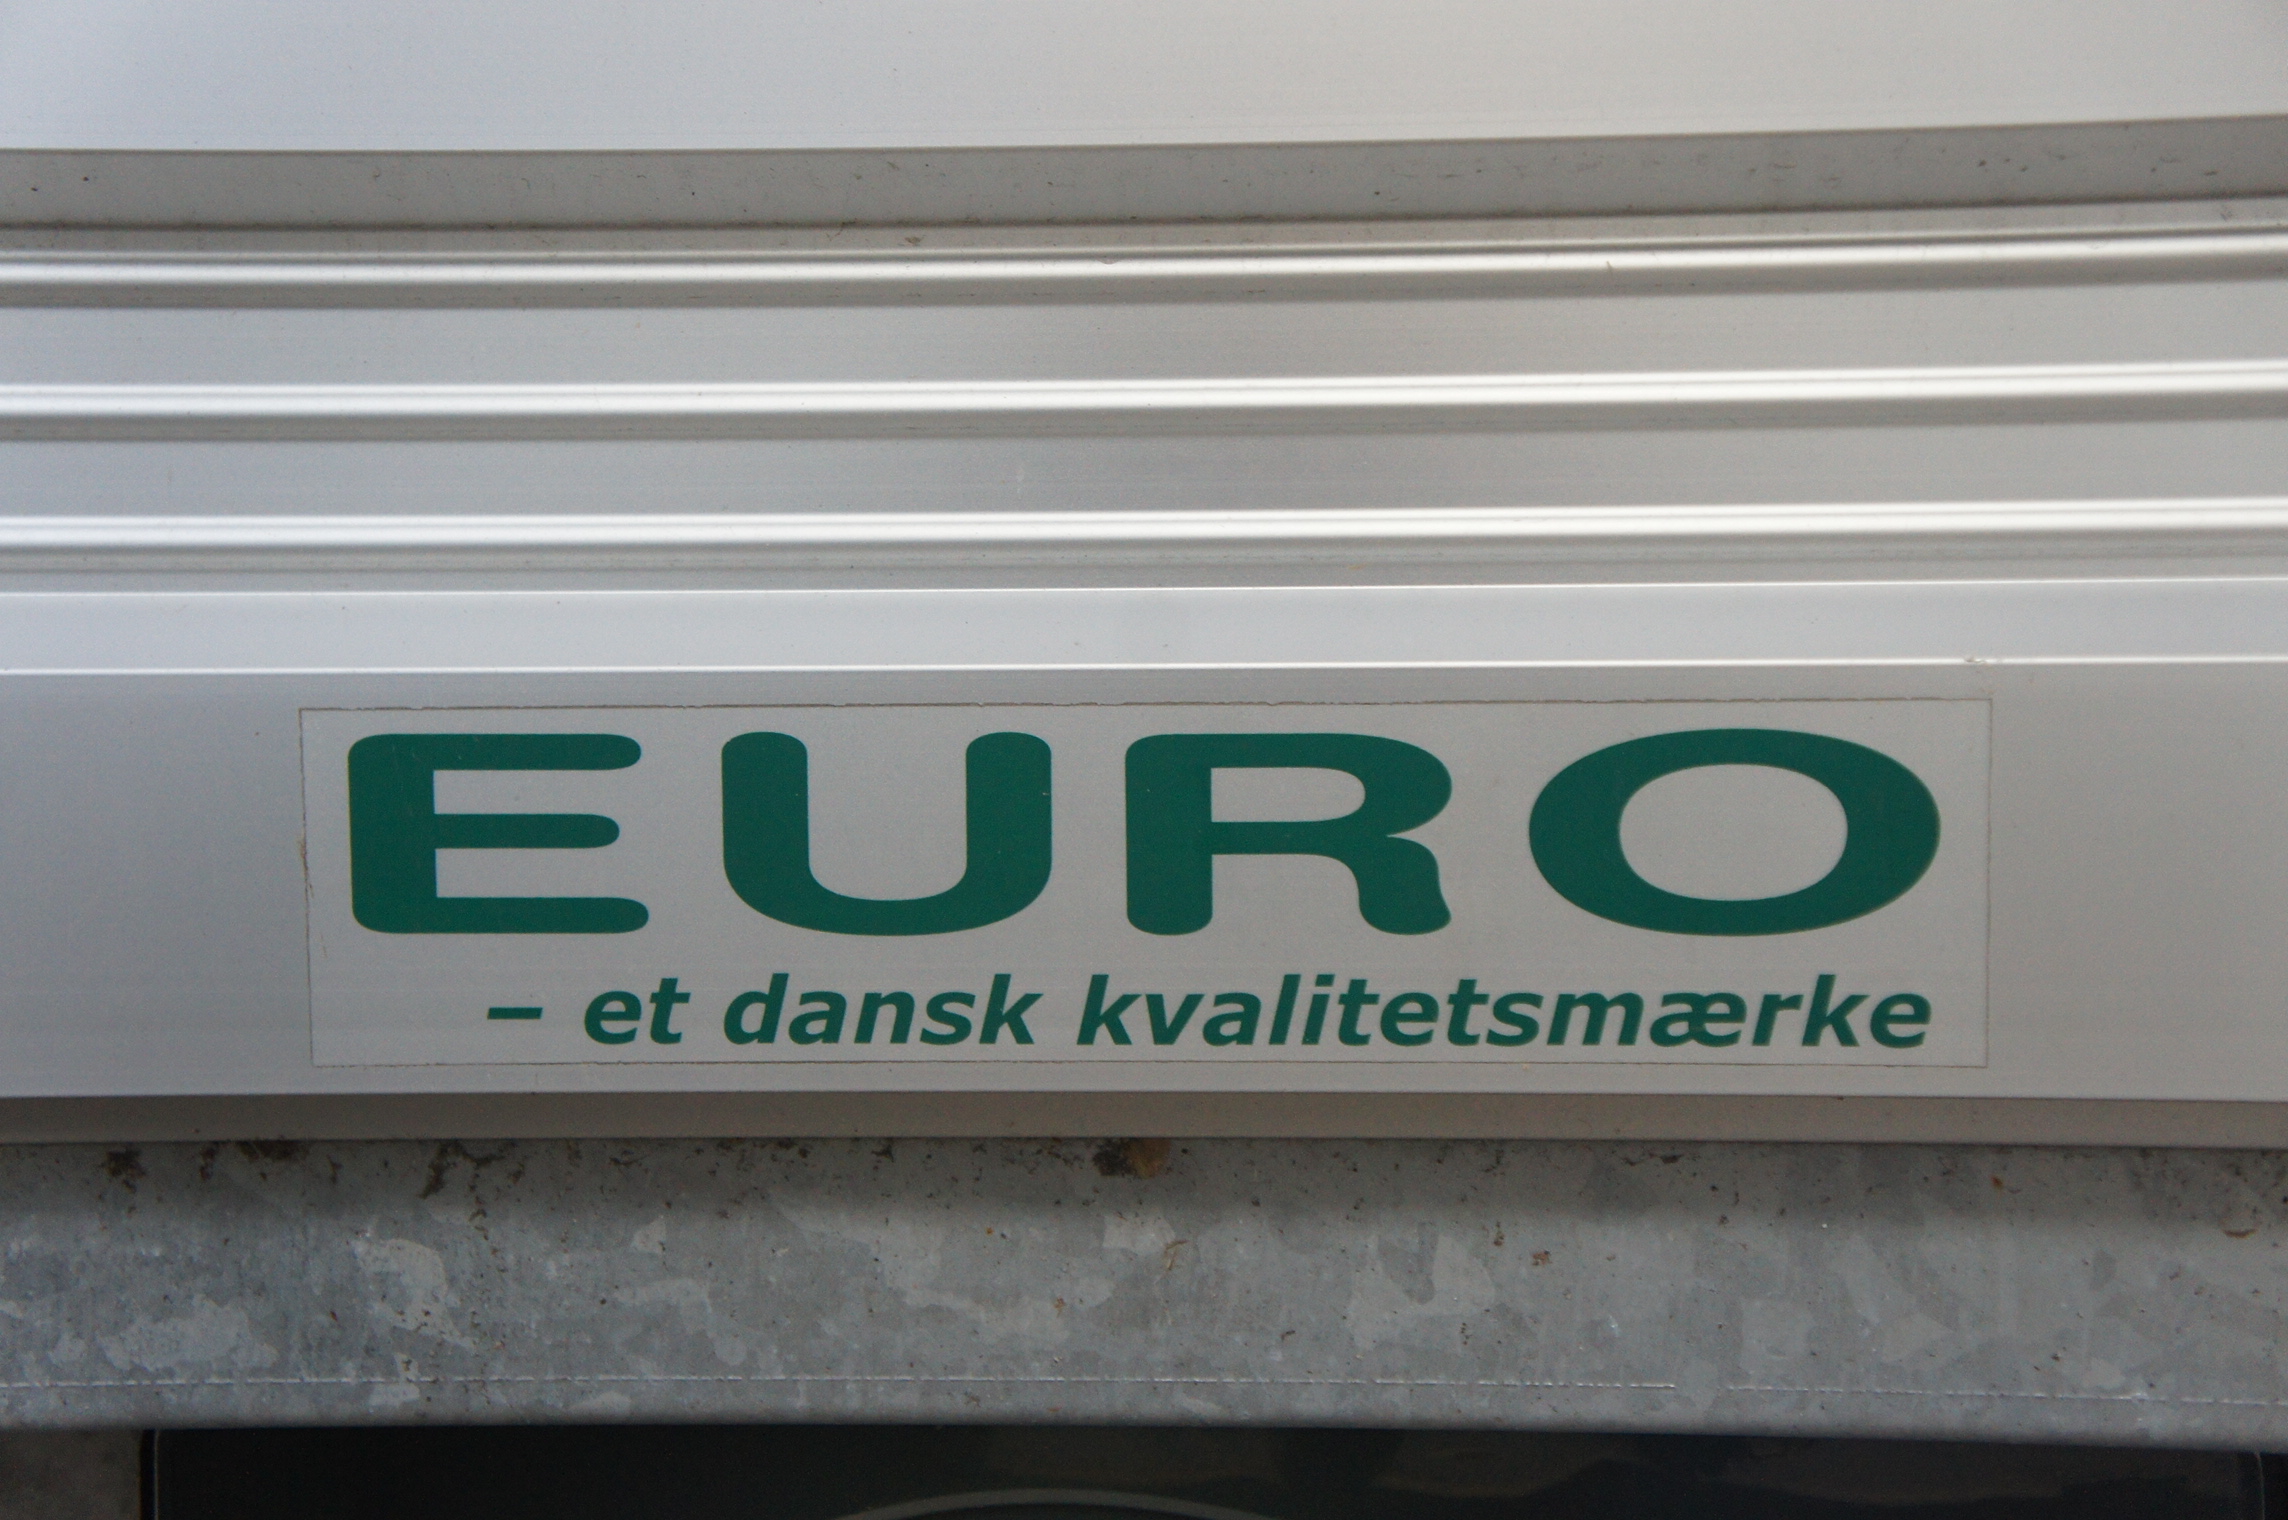 EURO
– et dansk kvalitetsmærke